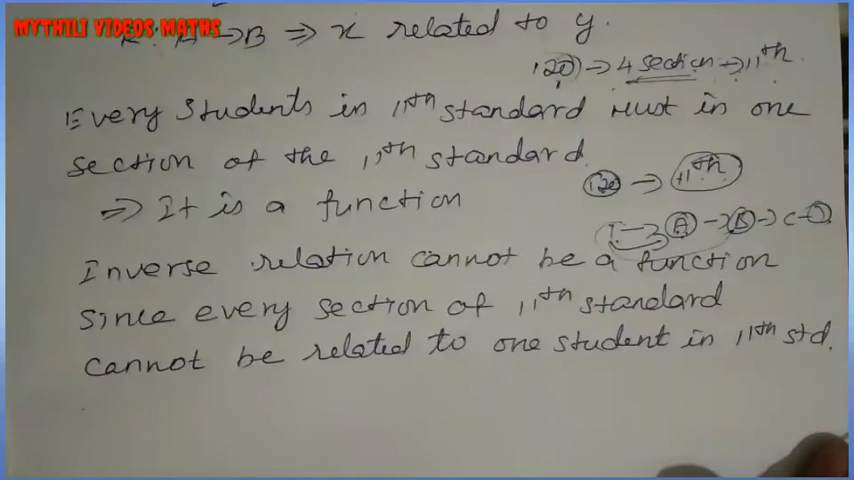 MYTHILI VIDEOS MATHS
R: A → B ⇒ x related to y.
120 → 4 section → 11th
Every students in 11th standard must in one
section of the 11th standard
120 → 11th
⇒ It is a function
A → B → C → D
Inverse relation cannot be a function
since every section of 11th standard
cannot be related to one student in 11th std.